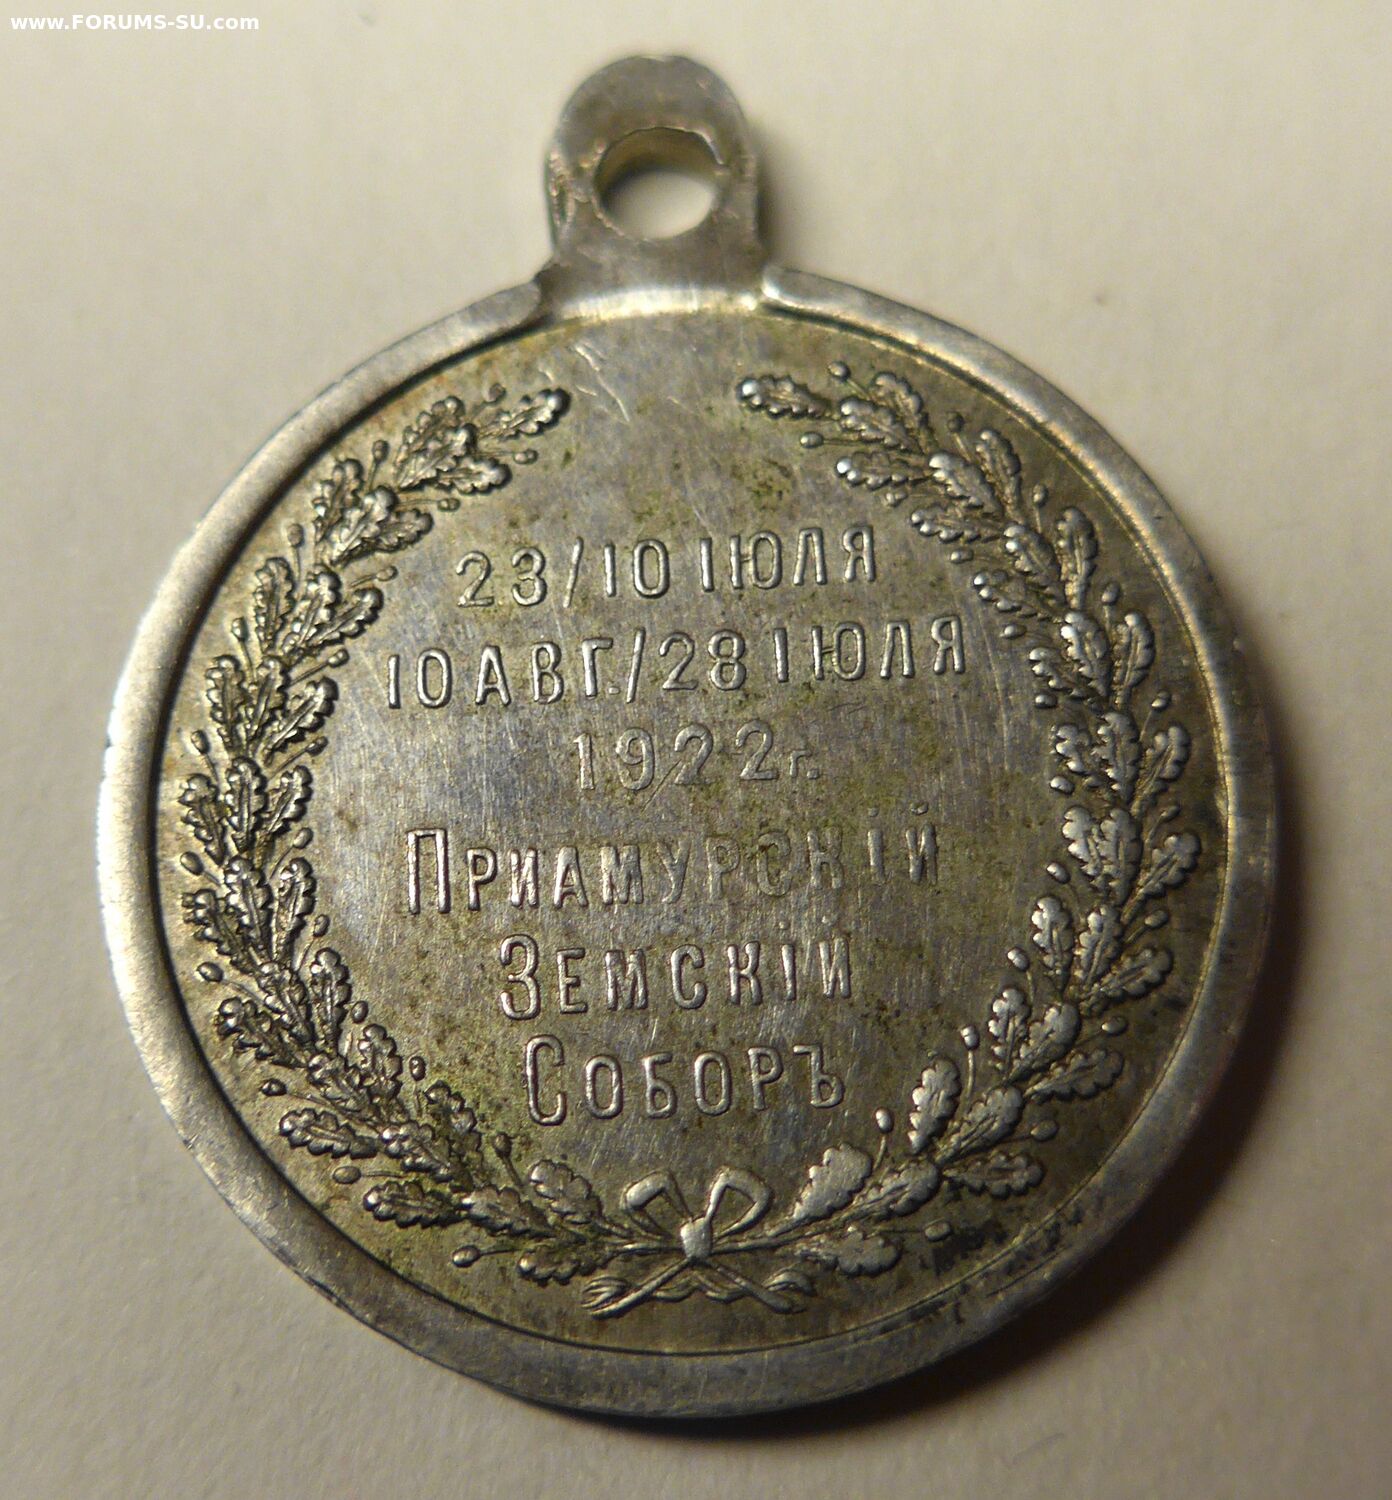 www.FORUMS-SU.com
23/10 ІЮЛЯ
10 АВГ./28 ІЮЛЯ
1922 г.
ПРИАМУРСКІЙ
ЗЕМСКІЙ
СОБОРЪ